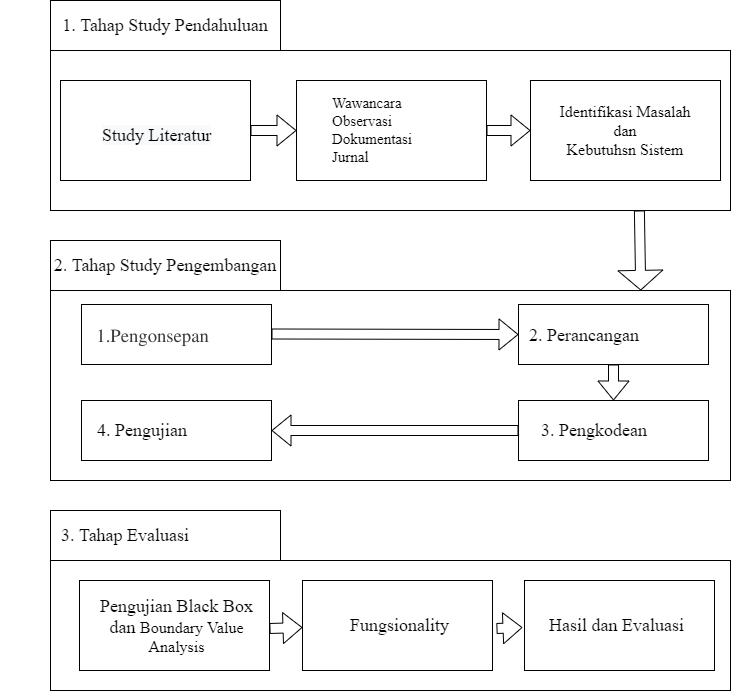 1. Tahap Study Pendahuluan
Study Literatur
Wawancara
Observasi
Dokumentasi
Jurnal
Identifikasi Masalah
dan
Kebutuhsn Sistem
2. Tahap Study Pengembangan
1.Pengonsepan
2. Perancangan
4. Pengujian
3. Pengkodean
3. Tahap Evaluasi
Pengujian Black Box
dan Boundary Value
Analysis
Fungsionality
Hasil dan Evaluasi